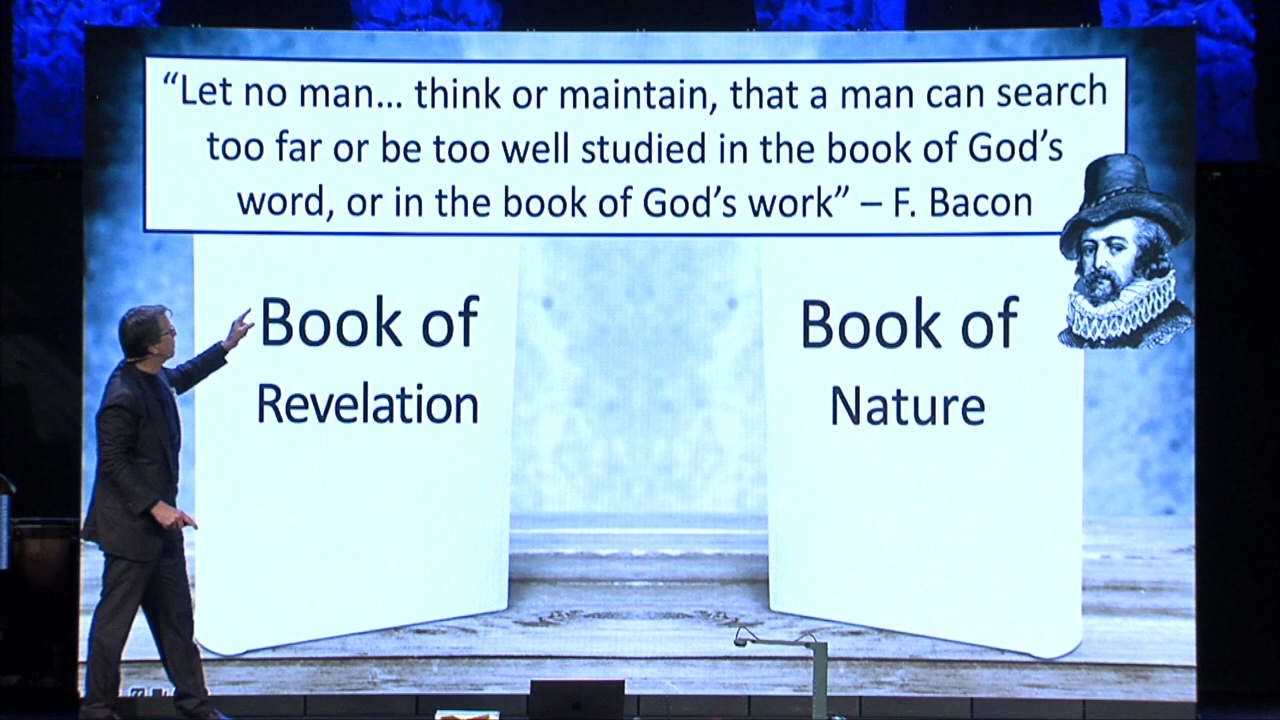 “Let no man... think or maintain, that a man can search
too far or be too well studied in the book of God’s
word, or in the book of God’s work” – F. Bacon
Book of
Revelation
Book of
Nature